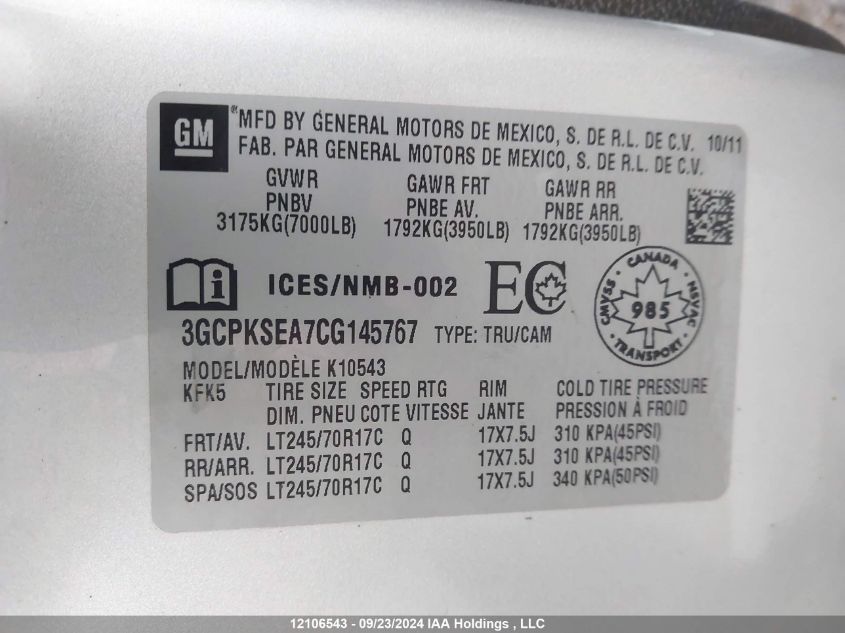 GM ®MFD BY GENERAL MOTORS DE MEXICO, S. DE R.L. DE C.V. 10/11
FAB. PAR GENERAL MOTORS DE MEXICO, S. DE R.L. DE C.V.
GVWR GAWR FRT GAWR RR
PNBV PNBE AV. PNBE ARR.
3175KG(7000LB) 1792KG(3950LB) 1792KG(3950LB)
i ICES/NMB-002 EC CANADA CMVSS NSVAC 985 TRANSPORT
3GCPKSEA7CG145767 TYPE: TRU/CAM
MODEL/MODÈLE K10543
KFK5 TIRE SIZE SPEED RTG RIM COLD TIRE PRESSURE
DIM. PNEU COTE VITESSE JANTE PRESSION À FROID
FRT/AV. LT245/70R17C Q 17X7.5J 310 KPA(45PSI)
RR/ARR. LT245/70R17C Q 17X7.5J 310 KPA(45PSI)
SPA/SOS LT245/70R17C Q 17X7.5J 340 KPA(50PSI)
12106543 - 09/23/2024 IAA Holdings , LLC